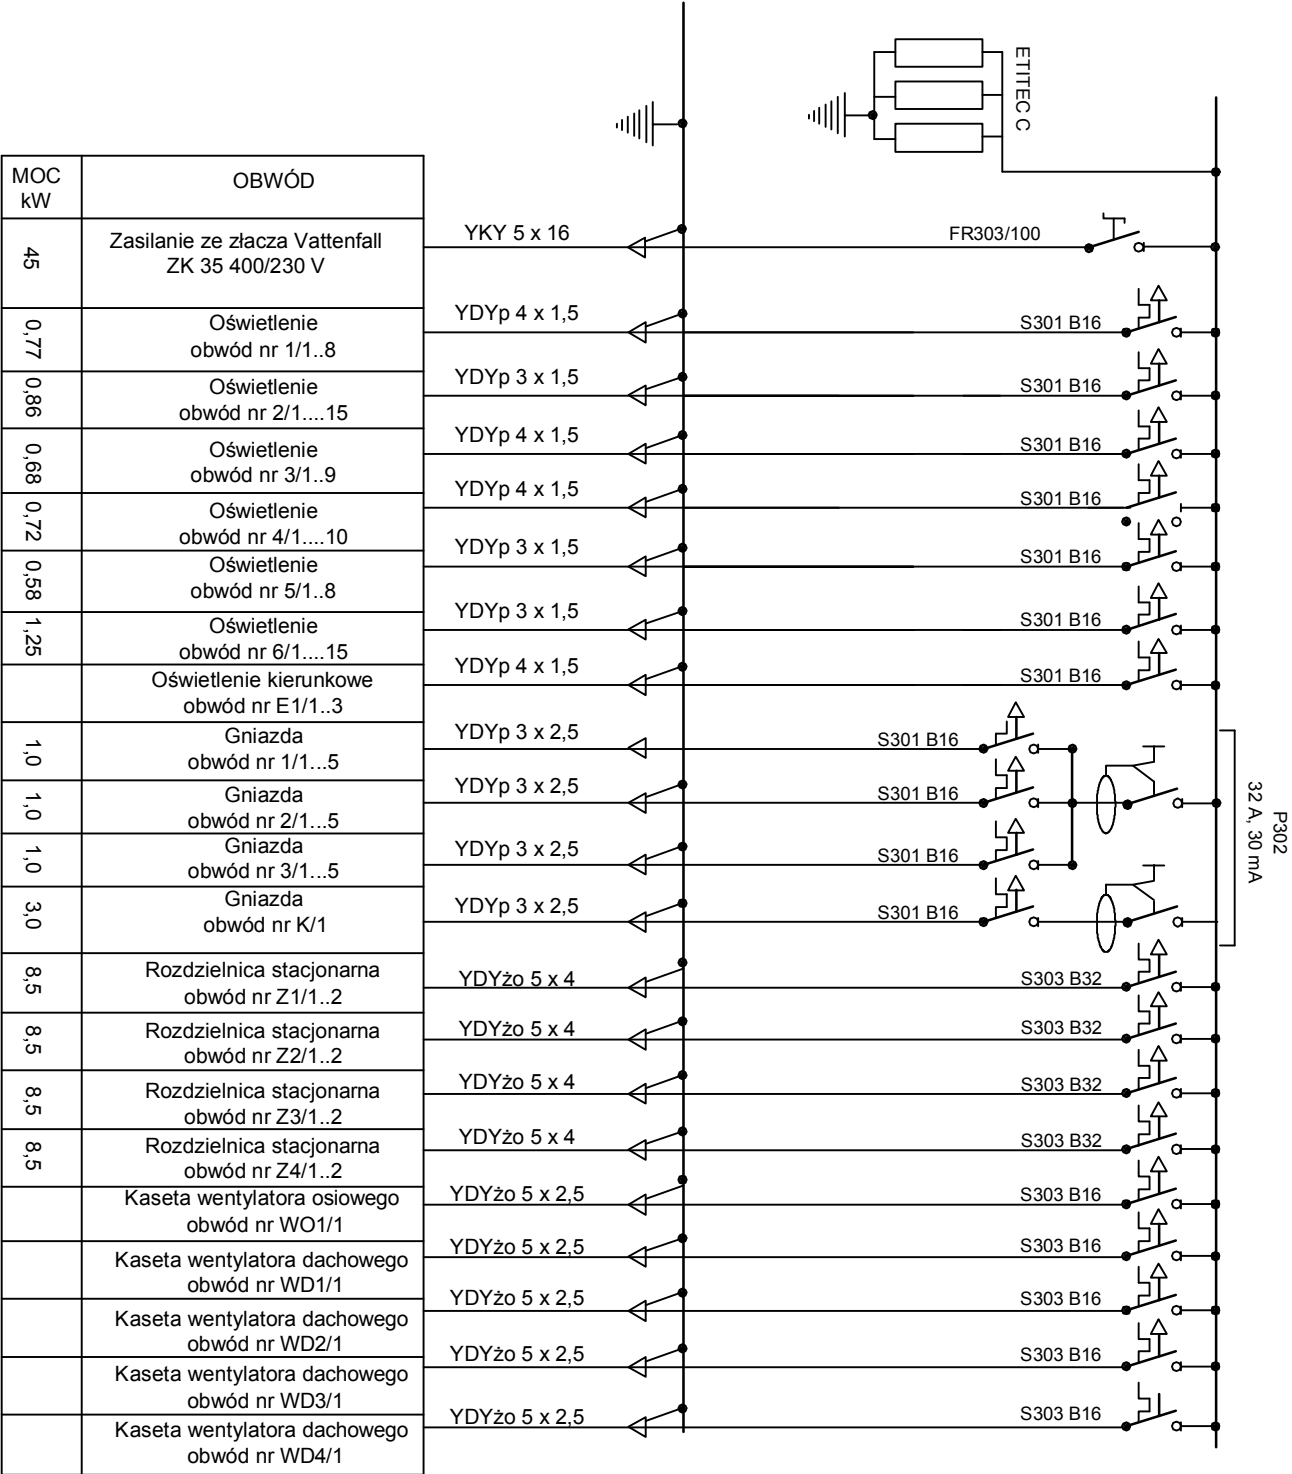 ETITEC C
MOC
kW
OBWÓD
45
Zasilanie ze złacza Vattenfall
ZK 35 400/230 V
YKY 5 x 16
FR303/100
0,77
Oświetlenie
obwód nr 1/1..8
YDYp 4 x 1,5
S301 B16
0,86
Oświetlenie
obwód nr 2/1....15
YDYp 3 x 1,5
S301 B16
0,68
Oświetlenie
obwód nr 3/1..9
YDYp 4 x 1,5
S301 B16
0,72
Oświetlenie
obwód nr 4/1....10
YDYp 4 x 1,5
S301 B16
0,58
Oświetlenie
obwód nr 5/1..8
YDYp 3 x 1,5
S301 B16
1,25
Oświetlenie
obwód nr 6/1....15
YDYp 3 x 1,5
S301 B16
Oświetlenie kierunkowe
obwód nr E1/1..3
YDYp 4 x 1,5
S301 B16
1,0
Gniazda
obwód nr 1/1...5
YDYp 3 x 2,5
S301 B16
1,0
Gniazda
obwód nr 2/1...5
YDYp 3 x 2,5
S301 B16
1,0
Gniazda
obwód nr 3/1...5
YDYp 3 x 2,5
S301 B16
3,0
Gniazda
obwód nr K/1
YDYp 3 x 2,5
S301 B16
P302
32 A, 30 mA
8,5
Rozdzielnica stacjonarna
obwód nr Z1/1..2
YDYżo 5 x 4
S303 B32
8,5
Rozdzielnica stacjonarna
obwód nr Z2/1..2
YDYżo 5 x 4
S303 B32
8,5
Rozdzielnica stacjonarna
obwód nr Z3/1..2
YDYżo 5 x 4
S303 B32
8,5
Rozdzielnica stacjonarna
obwód nr Z4/1..2
YDYżo 5 x 4
S303 B32
Kaseta wentylatora osiowego
obwód nr WO1/1
YDYżo 5 x 2,5
S303 B16
Kaseta wentylatora dachowego
obwód nr WD1/1
YDYżo 5 x 2,5
S303 B16
Kaseta wentylatora dachowego
obwód nr WD2/1
YDYżo 5 x 2,5
S303 B16
Kaseta wentylatora dachowego
obwód nr WD3/1
YDYżo 5 x 2,5
S303 B16
Kaseta wentylatora dachowego
obwód nr WD4/1
YDYżo 5 x 2,5
S303 B16